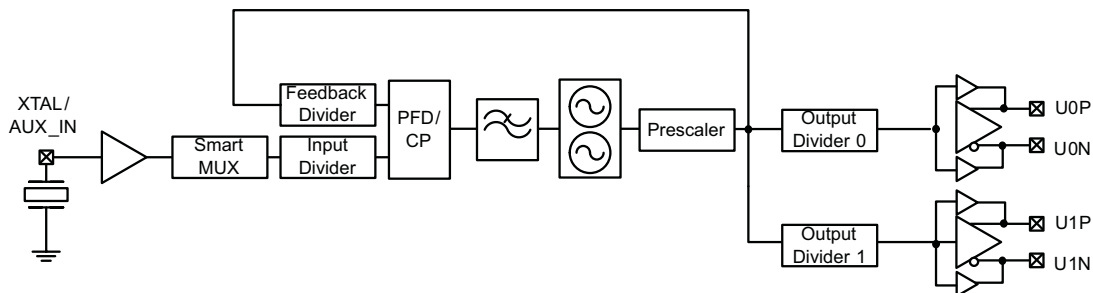 XTAL/
AUX_IN
Smart
MUX
Feedback
Divider
Input
Divider
PFD/
CP
Prescaler
Output
Divider 0
U0P
U0N
Output
Divider 1
U1P
U1N